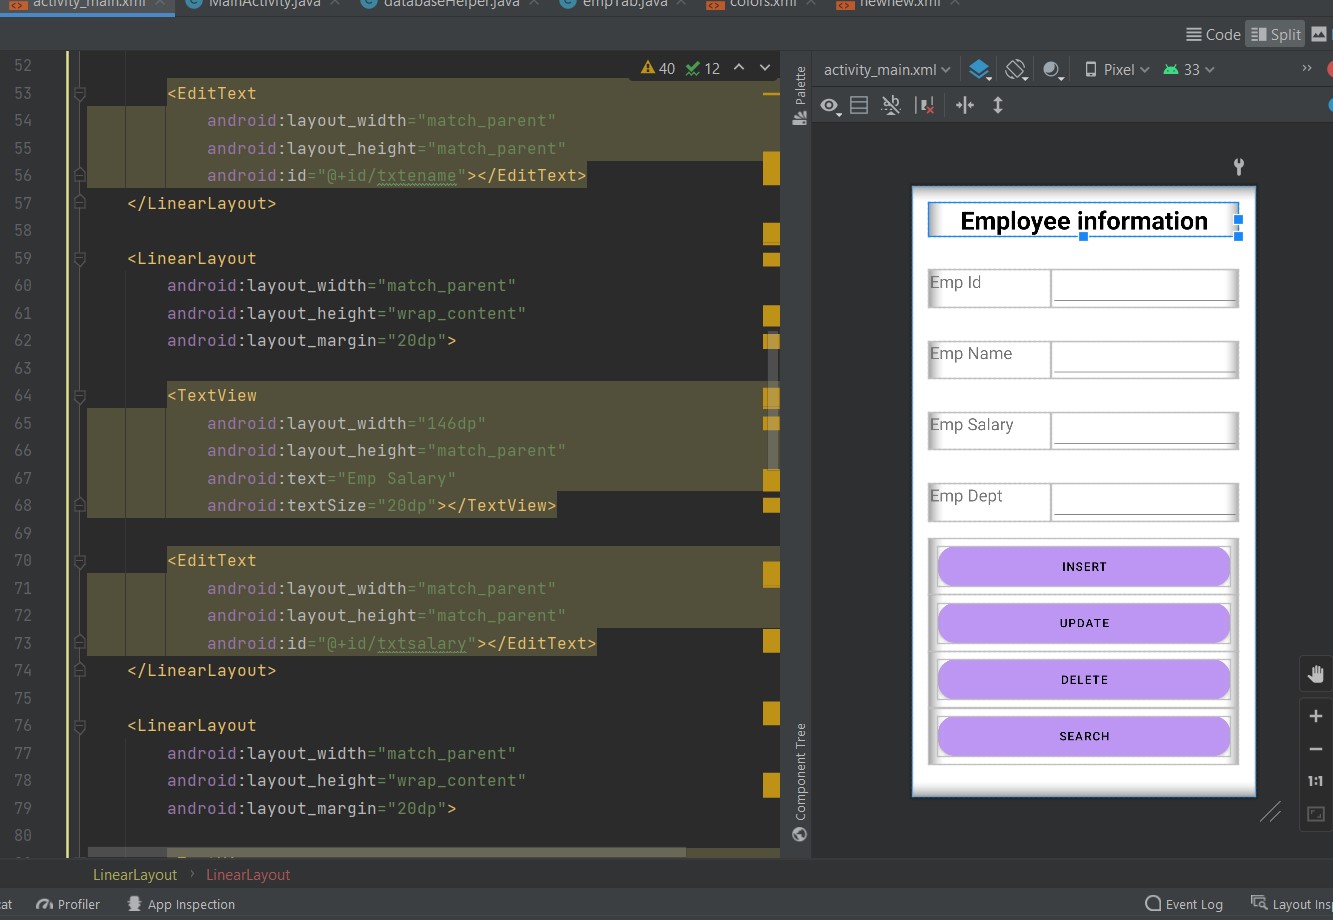 activity_main.xml
MainActivity.java
databaseHelper.java
empTab.java
colors.xml
newnew.xml
Code
Split
40
12
52
53 <EditText
54 android:layout_width="match_parent"
55 android:layout_height="match_parent"
56 android:id="@+id/txtename"></EditText>
57 </LinearLayout>
58
59 <LinearLayout
60 android:layout_width="match_parent"
61 android:layout_height="wrap_content"
62 android:layout_margin="20dp">
63
64 <TextView
65 android:layout_width="146dp"
66 android:layout_height="match_parent"
67 android:text="Emp Salary"
68 android:textSize="20dp"></TextView>
69
70 <EditText
71 android:layout_width="match_parent"
72 android:layout_height="match_parent"
73 android:id="@+id/txtsalary"></EditText>
74 </LinearLayout>
75
76 <LinearLayout
77 android:layout_width="match_parent"
78 android:layout_height="wrap_content"
79 android:layout_margin="20dp">
80
Palette
Component Tree
activity_main.xml
Pixel
33
Employee information
Emp Id
Emp Name
Emp Salary
Emp Dept
INSERT
UPDATE
DELETE
SEARCH
1:1
LinearLayout › LinearLayout
Profiler
App Inspection
Event Log
Layout